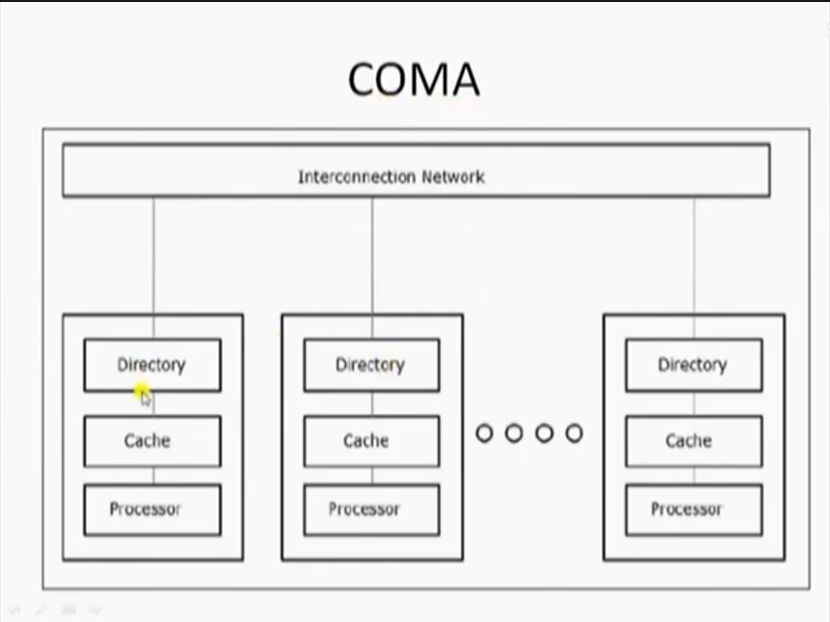 COMA
Interconnection Network
Directory
Cache
Processor
Directory
Cache
Processor
Directory
Cache
Processor